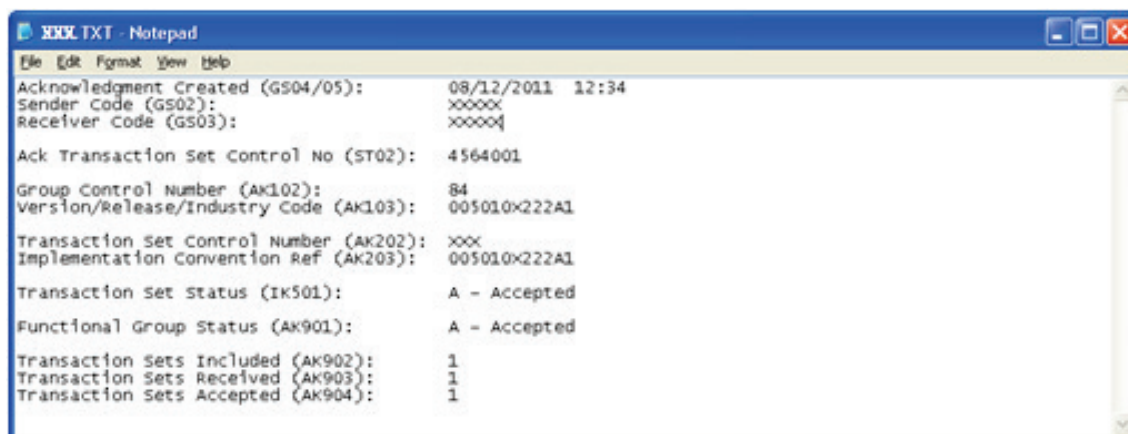 XXX.TXT - Notepad
File Edit Format View Help
Acknowledgment Created (GS04/05): 08/12/2011 12:34
Sender Code (GS02): XXXXX
Receiver Code (GS03): XXXXX
Ack Transaction Set Control No (ST02): 4564001
Group Control Number (AK102): 84
Version/Release/Industry Code (AK103): 005010X222A1
Transaction Set Control Number (AK202): XXX
Implementation Convention Ref (AK203): 005010X222A1
Transaction Set Status (IK501): A - Accepted
Functional Group Status (AK901): A - Accepted
Transaction Sets Included (AK902): 1
Transaction Sets Received (AK903): 1
Transaction Sets Accepted (AK904): 1